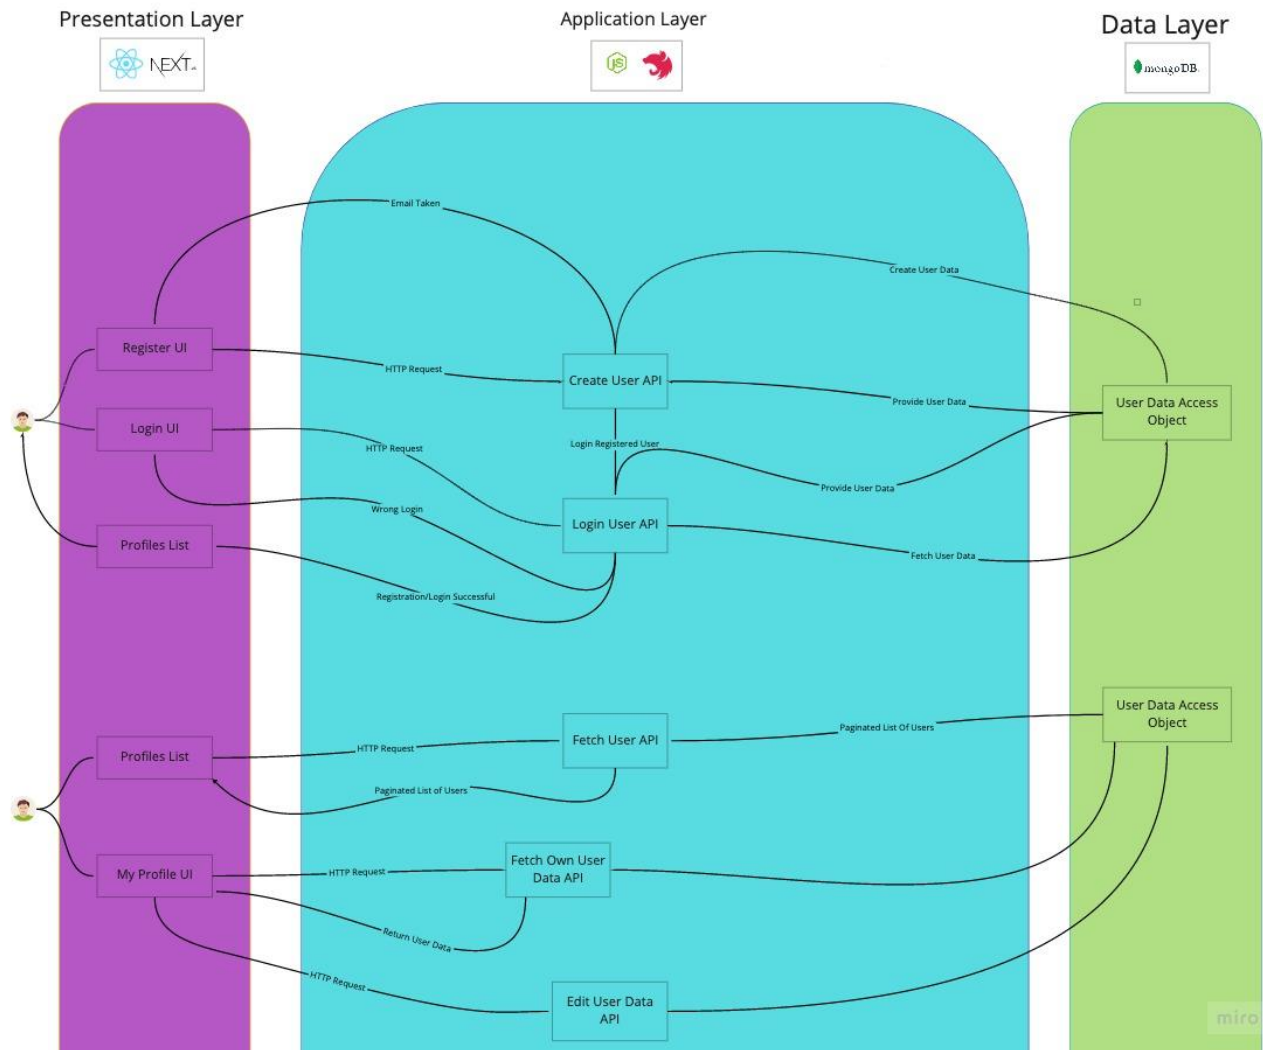 Presentation Layer
Application Layer
Data Layer
NEXT.JS
JS
mongoDB
Email Taken
Create User Data
Register UI
HTTP Request
Create User API
Provide User Data
User Data Access
Object
Login UI
HTTP Request
Login Registered User
Provide User Data
Wrong Login
Login User API
Profiles List
Fetch User Data
Registration/Login Successful
User Data Access
Object
Paginated List Of Users
Fetch User API
HTTP Request
Profiles List
Paginated List of Users
Fetch Own User
Data API
HTTP Request
My Profile UI
Return User Data
HTTP Request
Edit User Data
API
miro